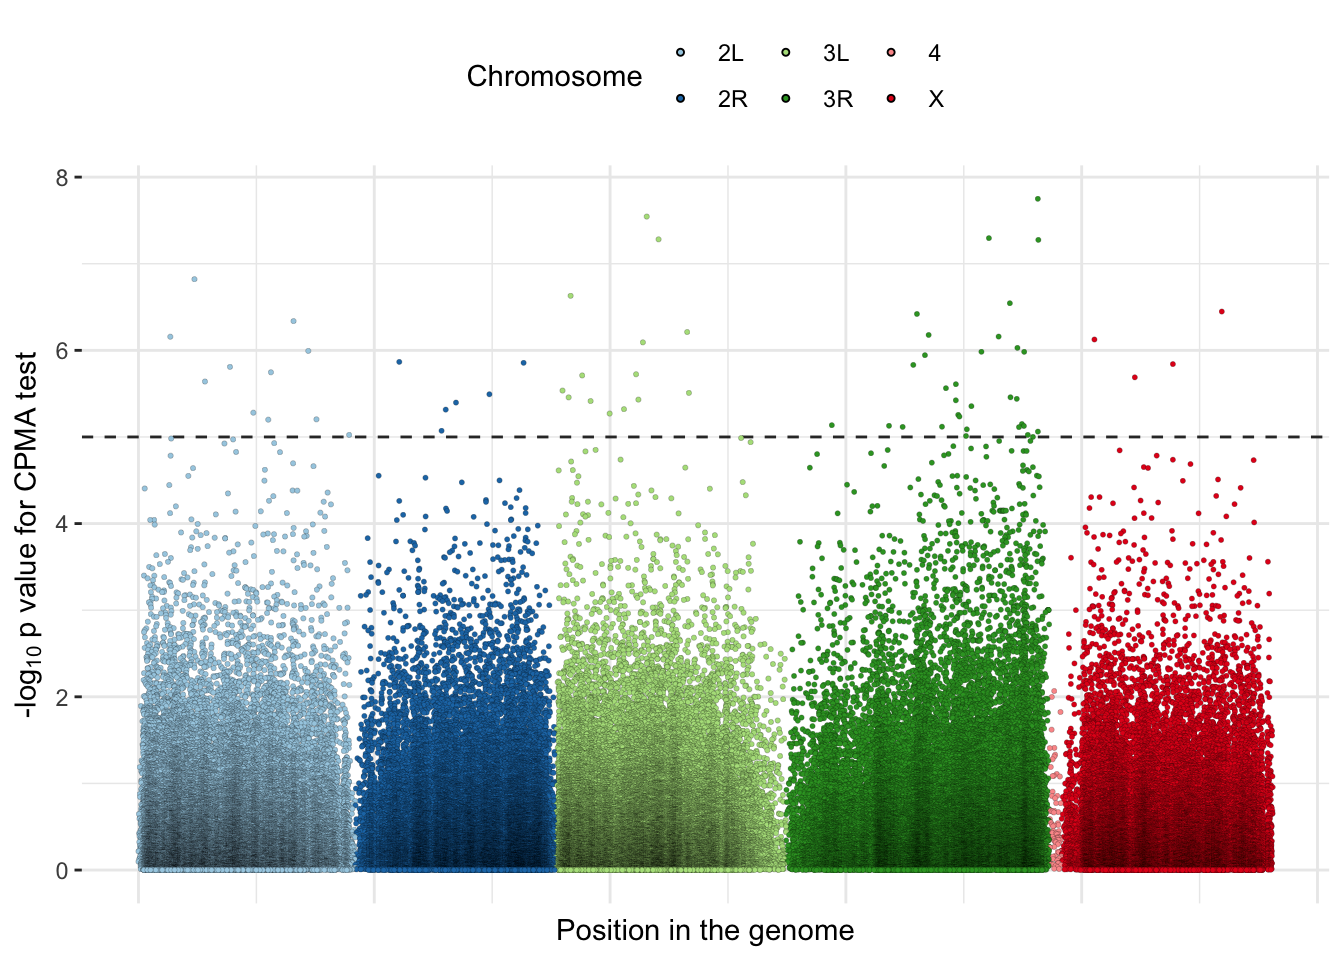 Chromosome
2L 3L 4
2R 3R X
-log10 p value for CPMA test
8
6
4
2
0
Position in the genome